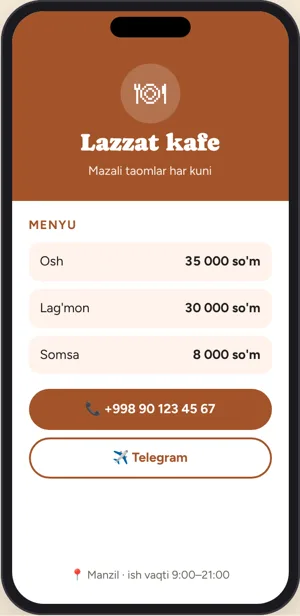 Lazzat kafe
Mazali taomlar har kuni
MENYU
Osh 35 000 so'm
Lag'mon 30 000 so'm
Somsa 8 000 so'm
+998 90 123 45 67
Telegram
Manzil · ish vaqti 9:00–21:00